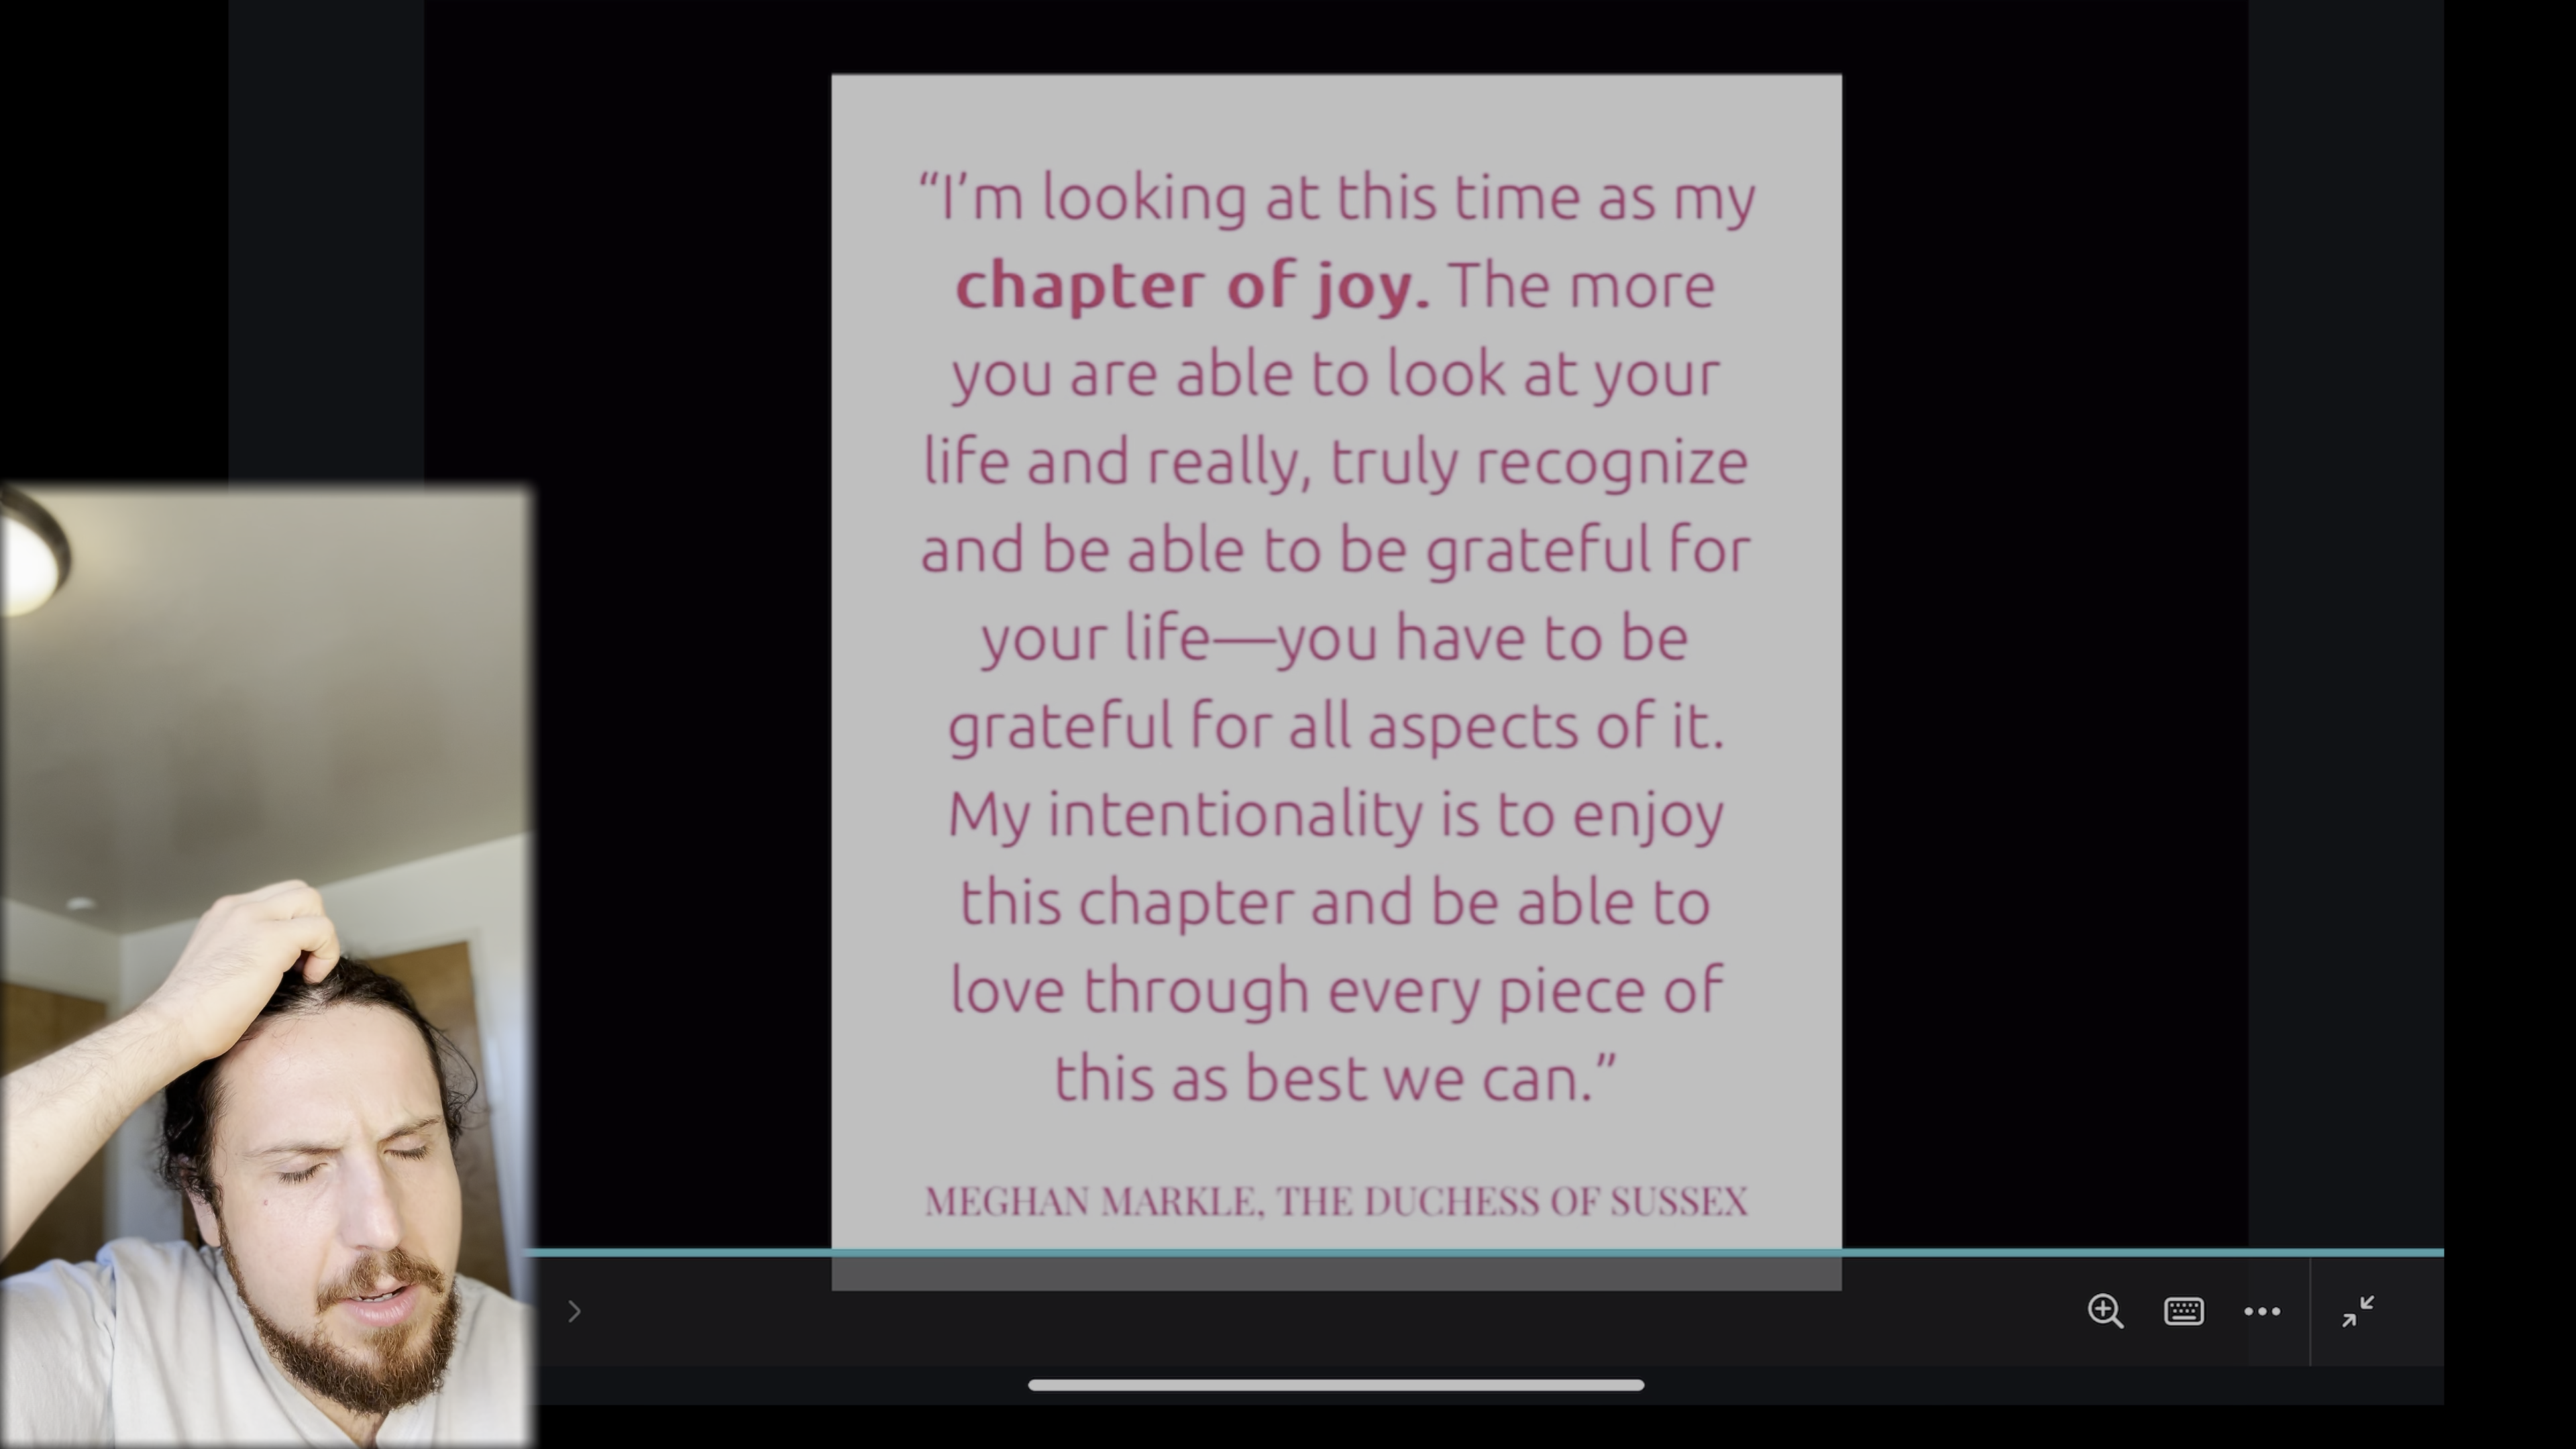 “I’m looking at this time as my
chapter of joy. The more
you are able to look at your
life and really, truly recognize
and be able to be grateful for
your life—you have to be
grateful for all aspects of it.
My intentionality is to enjoy
this chapter and be able to
love through every piece of
this as best we can.”
MEGHAN MARKLE, THE DUCHESS OF SUSSEX